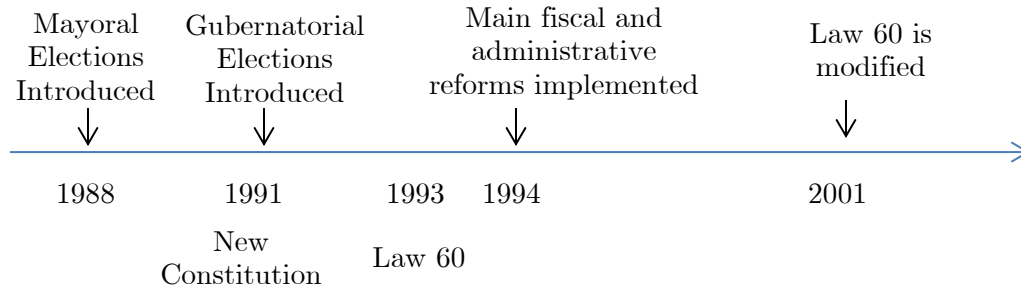 Mayoral
Elections
Introduced
Gubernatorial
Elections
Introduced
Main fiscal and
administrative
reforms implemented
Law 60 is
modified
1988
1991
1993
1994
2001
New
Constitution
Law 60